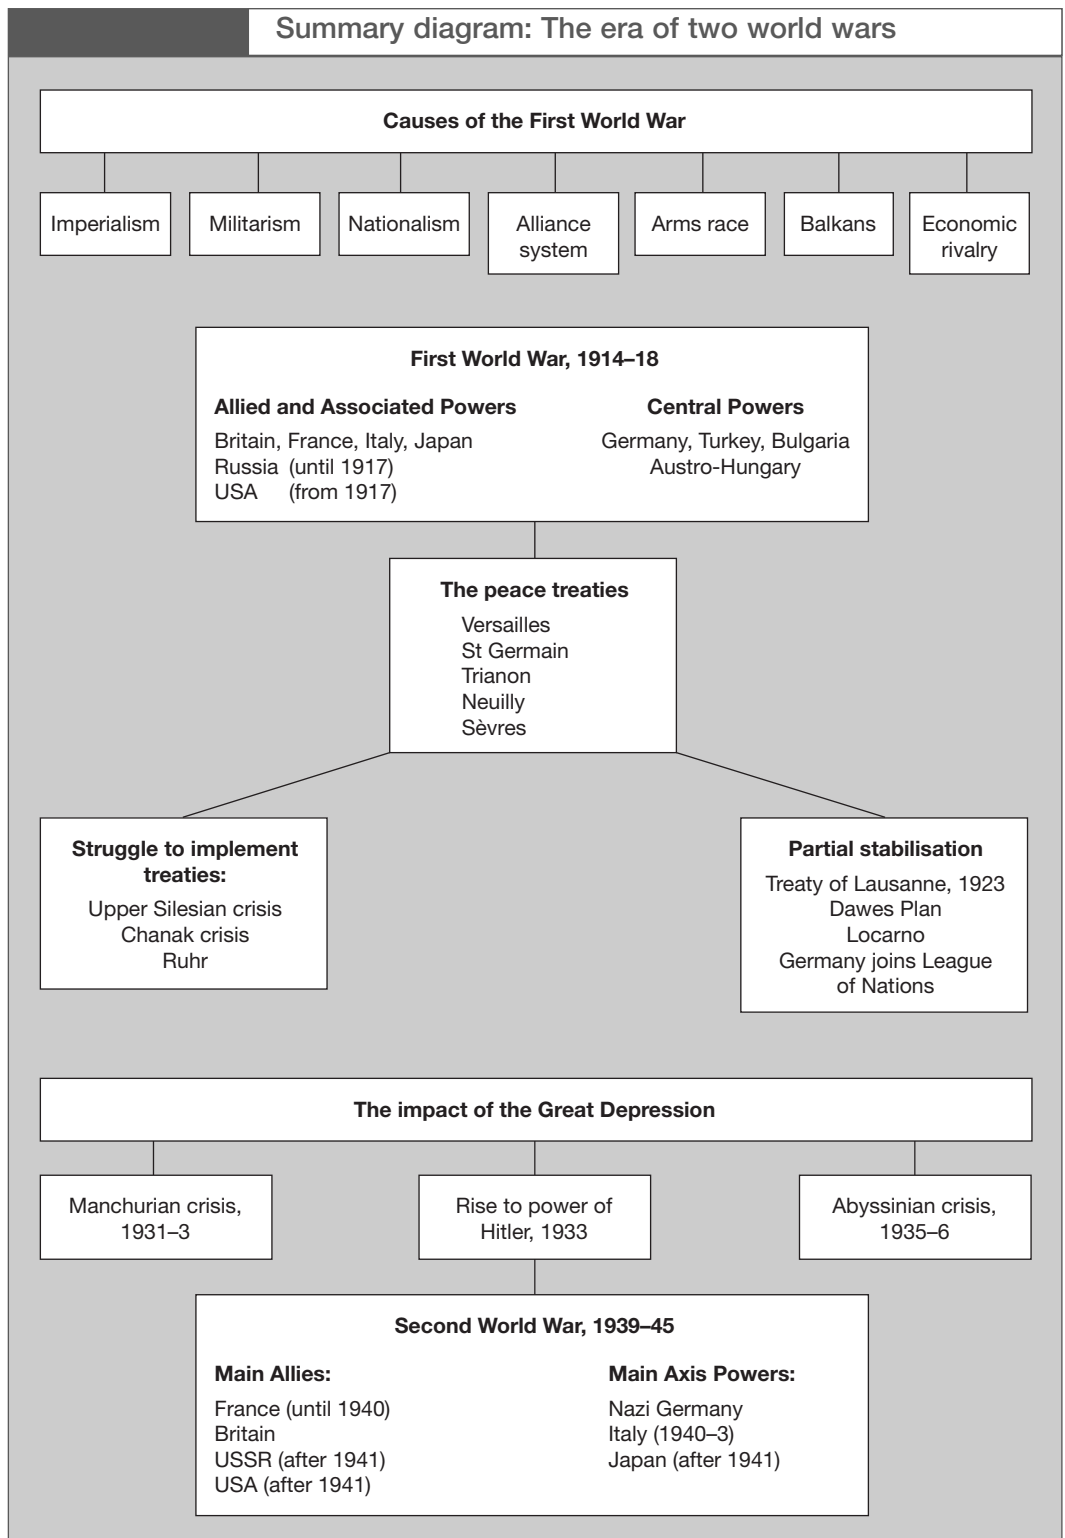 Summary diagram: The era of two world wars
Causes of the First World War
Imperialism
Militarism
Nationalism
Alliance
system
Arms race
Balkans
Economic
rivalry
First World War, 1914–18
Allied and Associated Powers
Britain, France, Italy, Japan
Russia (until 1917)
USA (from 1917)
Central Powers
Germany, Turkey, Bulgaria
Austro-Hungary
The peace treaties
Versailles
St Germain
Trianon
Neuilly
Sèvres
Struggle to implement
treaties:
Upper Silesian crisis
Chanak crisis
Ruhr
Partial stabilisation
Treaty of Lausanne, 1923
Dawes Plan
Locarno
Germany joins League
of Nations
The impact of the Great Depression
Manchurian crisis,
1931–3
Rise to power of
Hitler, 1933
Abyssinian crisis,
1935–6
Second World War, 1939–45
Main Allies:
France (until 1940)
Britain
USSR (after 1941)
USA (after 1941)
Main Axis Powers:
Nazi Germany
Italy (1940–3)
Japan (after 1941)